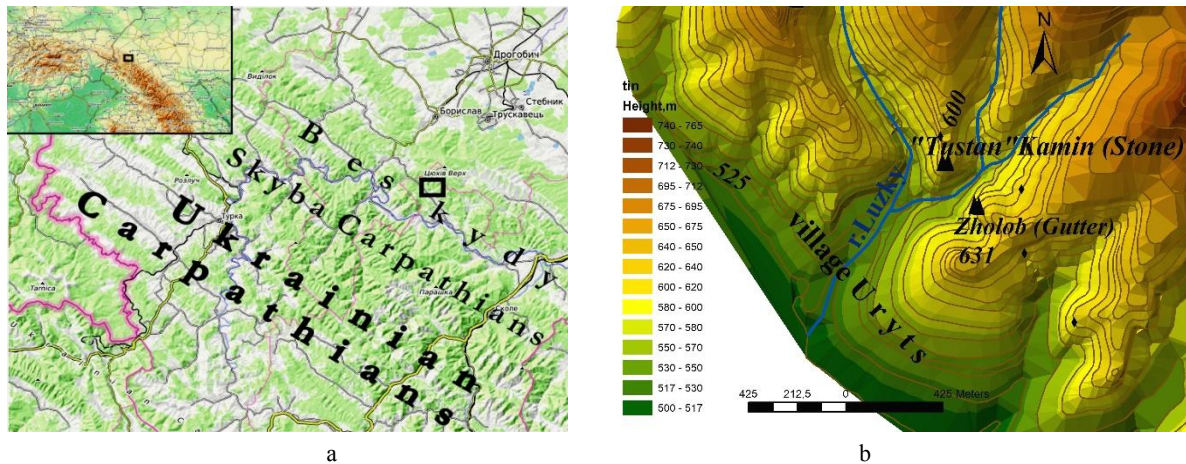 Дрогобич
Виділок
Борислав
Стебник
Трускавець
Beskydy
Цюхів Верх
Розлуч
Skyba Carpathians
Турка
Ukrainian
Carpathians
Парашка
Сколе
a
tin
Height,m
740 - 765
730 - 740
712 - 730
695 - 712
675 - 695
650 - 675
640 - 650
620 - 640
600 - 620
580 - 600
570 - 580
550 - 570
530 - 550
517 - 530
500 - 517
N
600
"Tustan"Kamin (Stone)
525
r.Luzky
Zholob (Gutter)
631
village Uryts
425 212.5 0 425 Meters
b